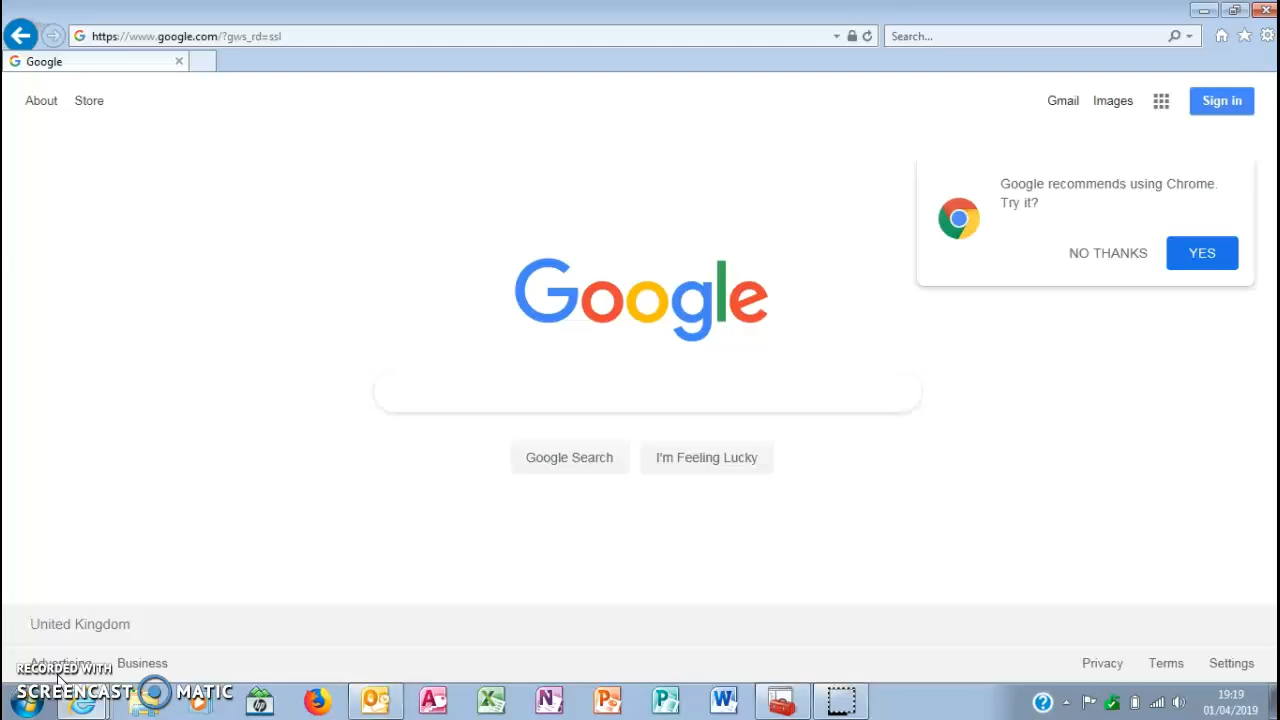 https://www.google.com/?gws_rd=ssl
Search...
Google
About Store
Gmail Images Sign in
Google recommends using Chrome.
Try it?
NO THANKS YES
Google
Google Search I'm Feeling Lucky
United Kingdom
Advertising Business
Privacy Terms Settings
RECORDED WITH
SCREENCAST MATIC
19:19
01/04/2019